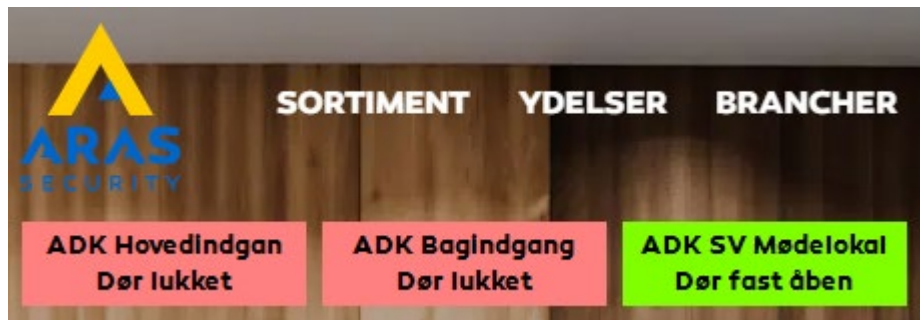 ARAS
SECURITY
SORTIMENT YDELSER BRANCHER
ADK Hovedindgan
Dør lukket
ADK Bagindgang
Dør lukket
ADK SV Mødelokal
Dør fast åben